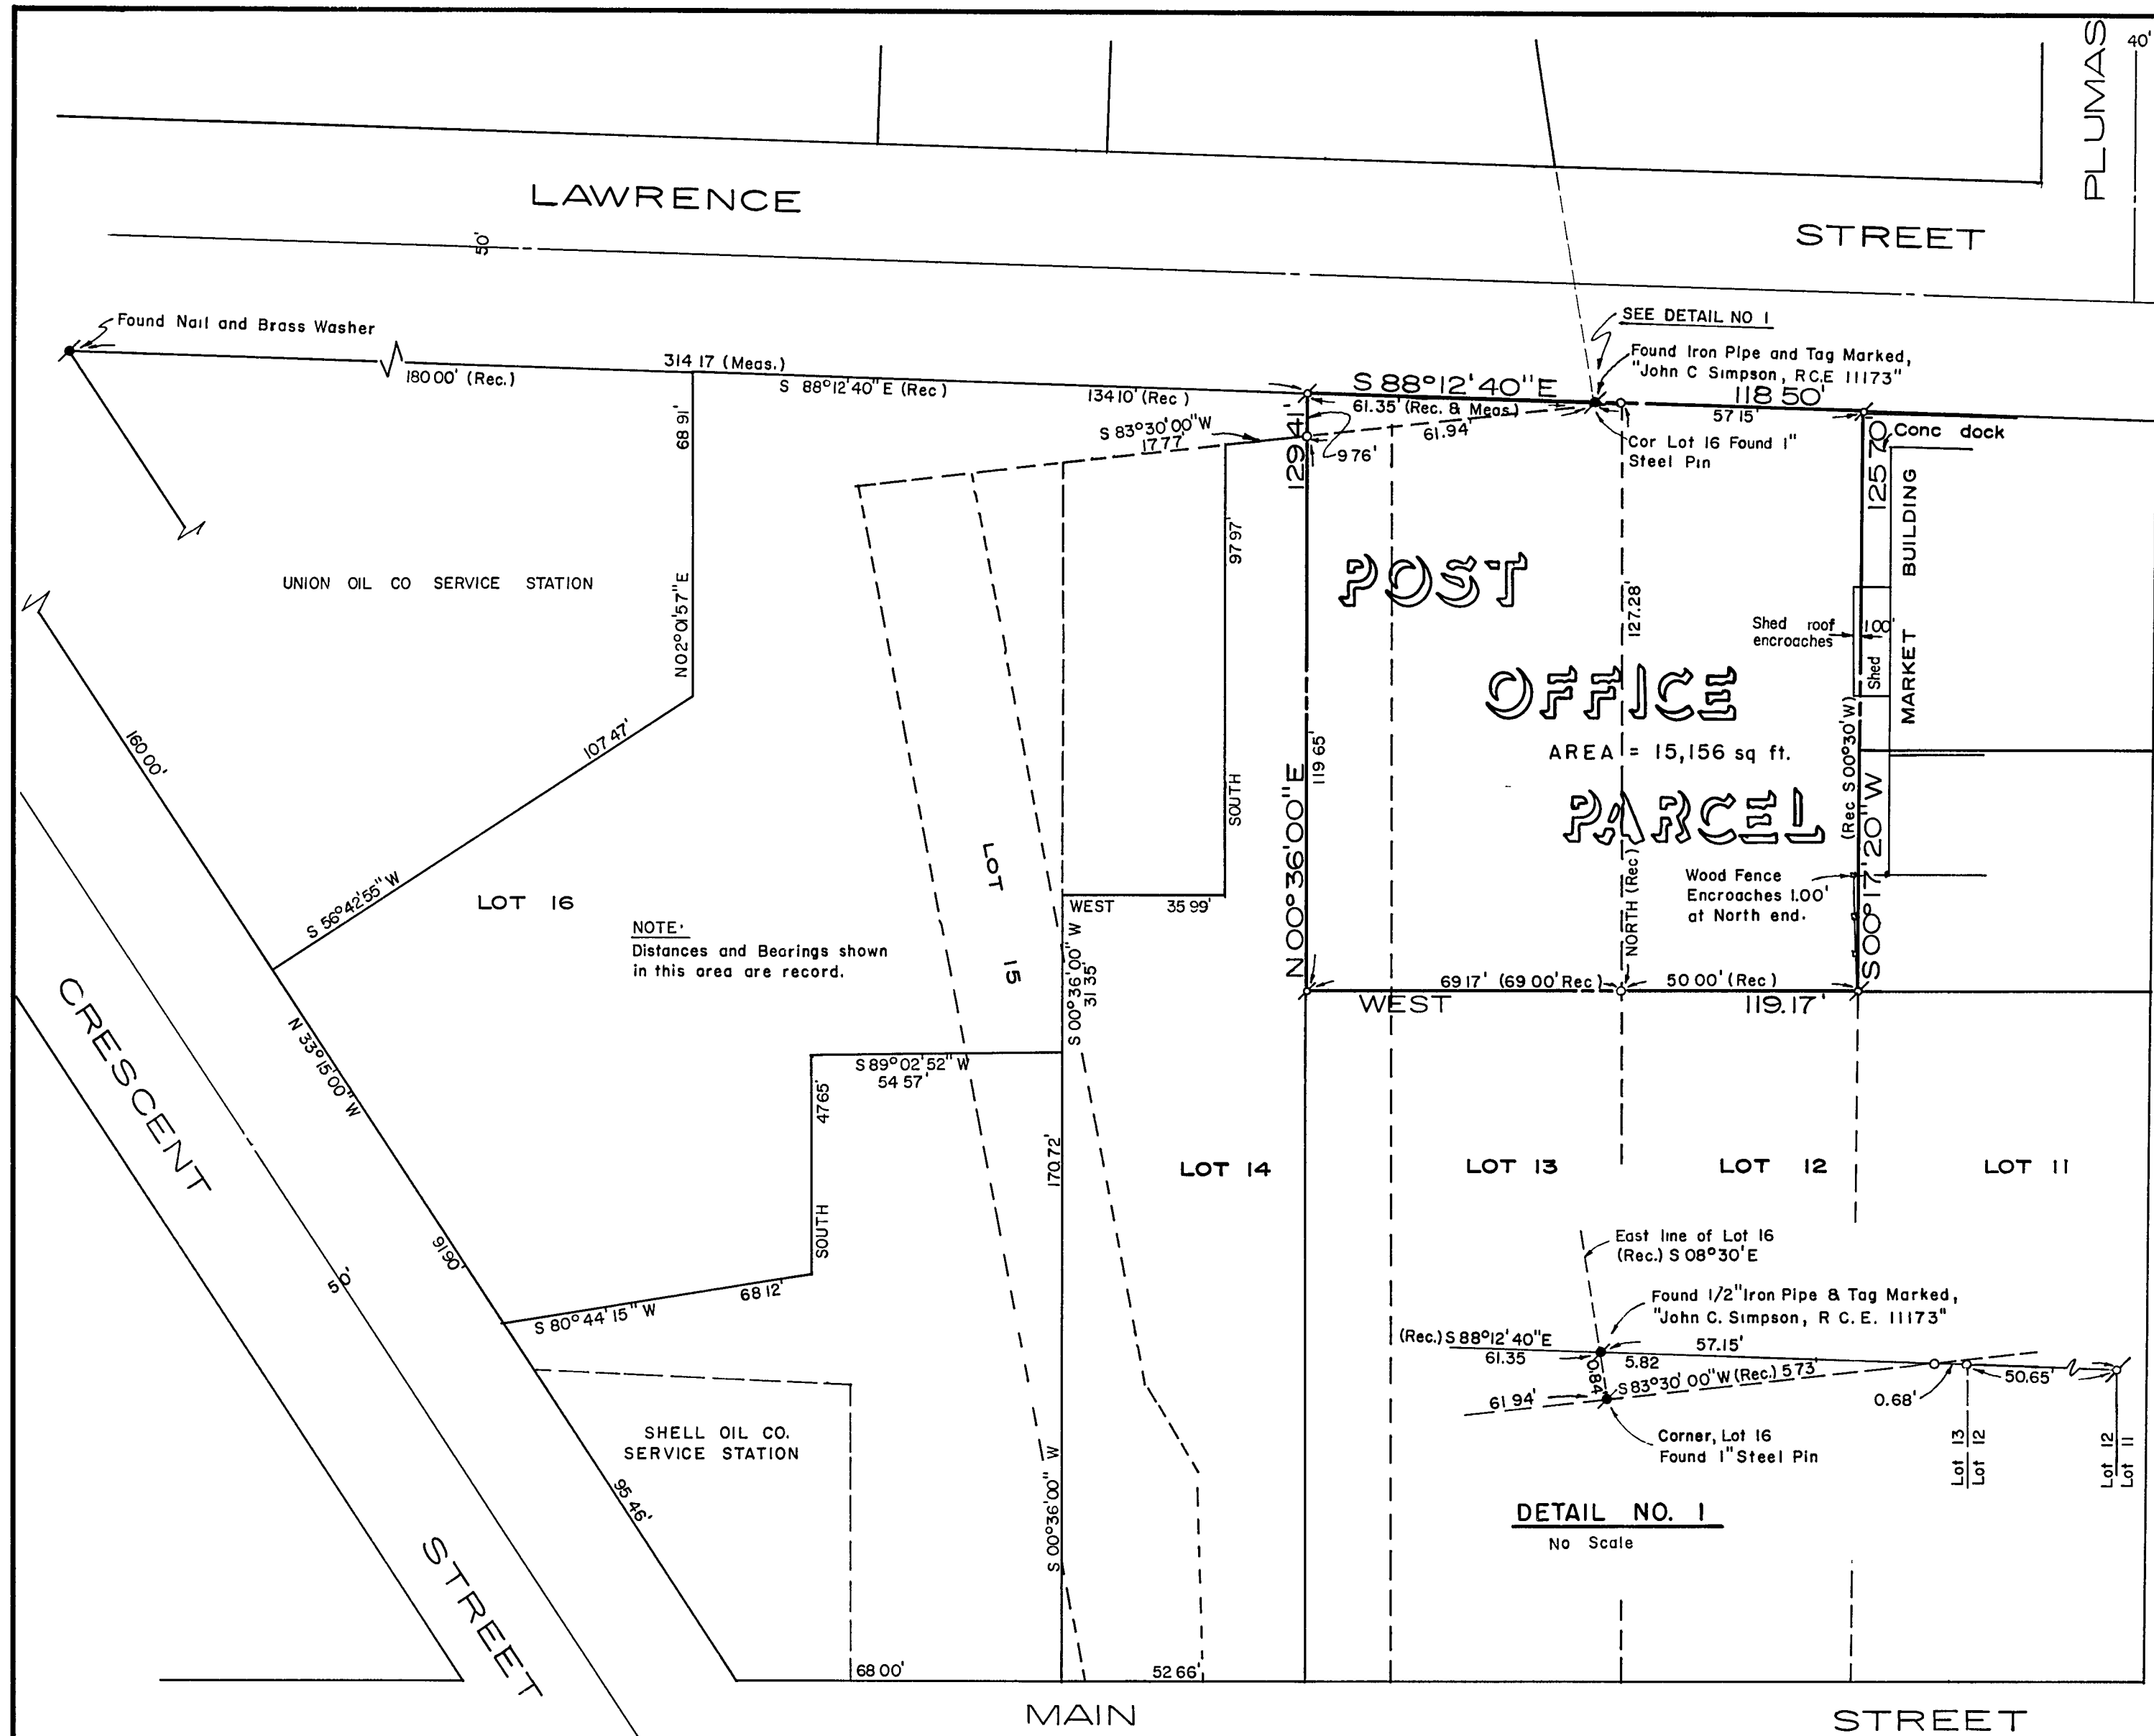 PLUMAS
40'
LAWRENCE
STREET
50'
Found Nail and Brass Washer
180 00' (Rec.)
314 17 (Meas.)
S 88°12'40"E (Rec)
134 10' (Rec)
SEE DETAIL NO 1
Found Iron Pipe and Tag Marked,
"John C Simpson, R.C.E 11173"
S 88°12'40"E
118 50'
61.35' (Rec. & Meas.)
57 15'
S 83°30'00"W
17 77'
61.94'
9 76'
Cor Lot 16 Found 1"
Steel Pin
Conc dock
68 91'
N 02°01'57"E
129 41'
97 97'
SOUTH
125 70
MARKET BUILDING
UNION OIL CO SERVICE STATION
POST
OFFICE
AREA = 15,156 sq ft.
PARCEL
127.28'
NORTH (Rec)
Shed roof
encroaches
1 00'
Shed
(Rec S 00°30'W)
S 00°17'20"W
Wood Fence
Encroaches 1.00'
at North end.
160 00'
107 47'
S 56°42'55" W
LOT 16
NOTE:
Distances and Bearings shown
in this area are record.
LOT 15
WEST 35 99'
S 00°36'00" W
31 35'
119 65'
N 00°36'00"E
69 17' (69 00' Rec)
50 00' (Rec)
WEST
119.17'
CRESCENT
STREET
N 33°15'00" W
S 89°02'52" W
54 57'
47 65'
SOUTH
170.72'
LOT 14
LOT 13
LOT 12
LOT 11
91 90'
50'
S 80°44'15" W
68 12'
East line of Lot 16
(Rec.) S 08°30'E
Found 1/2" Iron Pipe & Tag Marked,
"John C. Simpson, R C. E. 11173"
(Rec.) S 88°12'40"E
61.35
57.15'
5.82
0.84
S 83°30'00"W (Rec.) 5 73'
61 94'
0.68'
50.65'
Corner, Lot 16
Found 1" Steel Pin
Lot 13
Lot 12
Lot 12
Lot 11
SHELL OIL CO.
SERVICE STATION
95 46'
S 00°36'00" W
DETAIL NO. 1
No Scale
68 00'
52 66'
MAIN
STREET